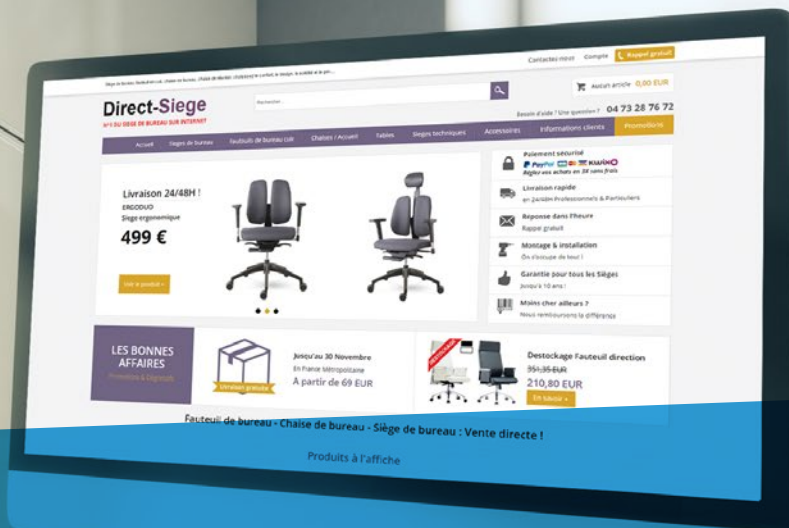 Contactez-nous Compte Rappel gratuit
Direct-Siege
N°1 DU SIEGE DE BUREAU SUR INTERNET
Rechercher...
Aucun article 0,00 EUR
Besoin d'aide ? Une question ? 04 73 28 76 72
Accueil Sieges de bureau Fauteuils de bureau cuir Chaises / Accueil Tables Sieges techniques Accessoires Informations clients Promotions
Livraison 24/48H !
ERGODUO
Siege ergonomique
499 €
Voir le produit »
Paiement sécurisé
PayPal
Réglez vos achats en 3X sans frais
Livraison rapide
en 24/48H Professionnels & Particuliers
Réponse dans l'heure
Rappel gratuit
Montage & installation
On s'occupe de tout !
Garantie pour tous les Sièges
Jusqu'à 10 ans !
Moins cher ailleurs ?
Nous remboursons la différence
LES BONNES
AFFAIRES
Livraison gratuite
Jusqu'au 30 Novembre
En France Métropolitaine
À partir de 69 EUR
DESTOCKAGE
Destockage Fauteuil direction
351,35 EUR
210,80 EUR
En savoir »
Fauteuil de bureau - Chaise de bureau - Siège de bureau : Vente directe !
Produits à l'affiche